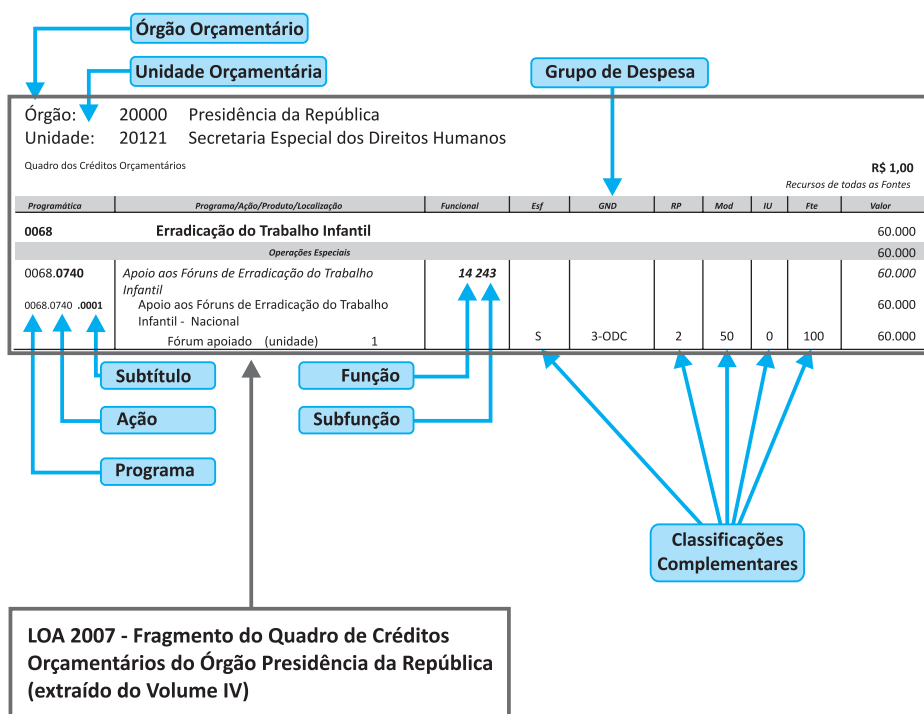 Órgão Orçamentário
Unidade Orçamentária
Grupo de Despesa
Órgão: 20000 Presidência da República
Unidade: 20121 Secretaria Especial dos Direitos Humanos
Quadro dos Créditos Orçamentários
R$ 1,00
Recursos de todas as Fontes
Programática Programa/Ação/Produto/Localização Funcional Esf GND RP Mod IU Fte Valor
0068 Erradicação do Trabalho Infantil 60.000
Operações Especiais 60.000
0068.0740 Apoio aos Fóruns de Erradicação do Trabalho 14 243 60.000
Infantil
0068.0740 .0001 Apoio aos Fóruns de Erradicação do Trabalho 60.000
Infantil - Nacional
Fórum apoiado (unidade) 1 S 3-ODC 2 50 0 100 60.000
Subtítulo
Função
Ação
Subfunção
Programa
Classificações
Complementares
LOA 2007 - Fragmento do Quadro de Créditos
Orçamentários do Órgão Presidência da República
(extraído do Volume IV)